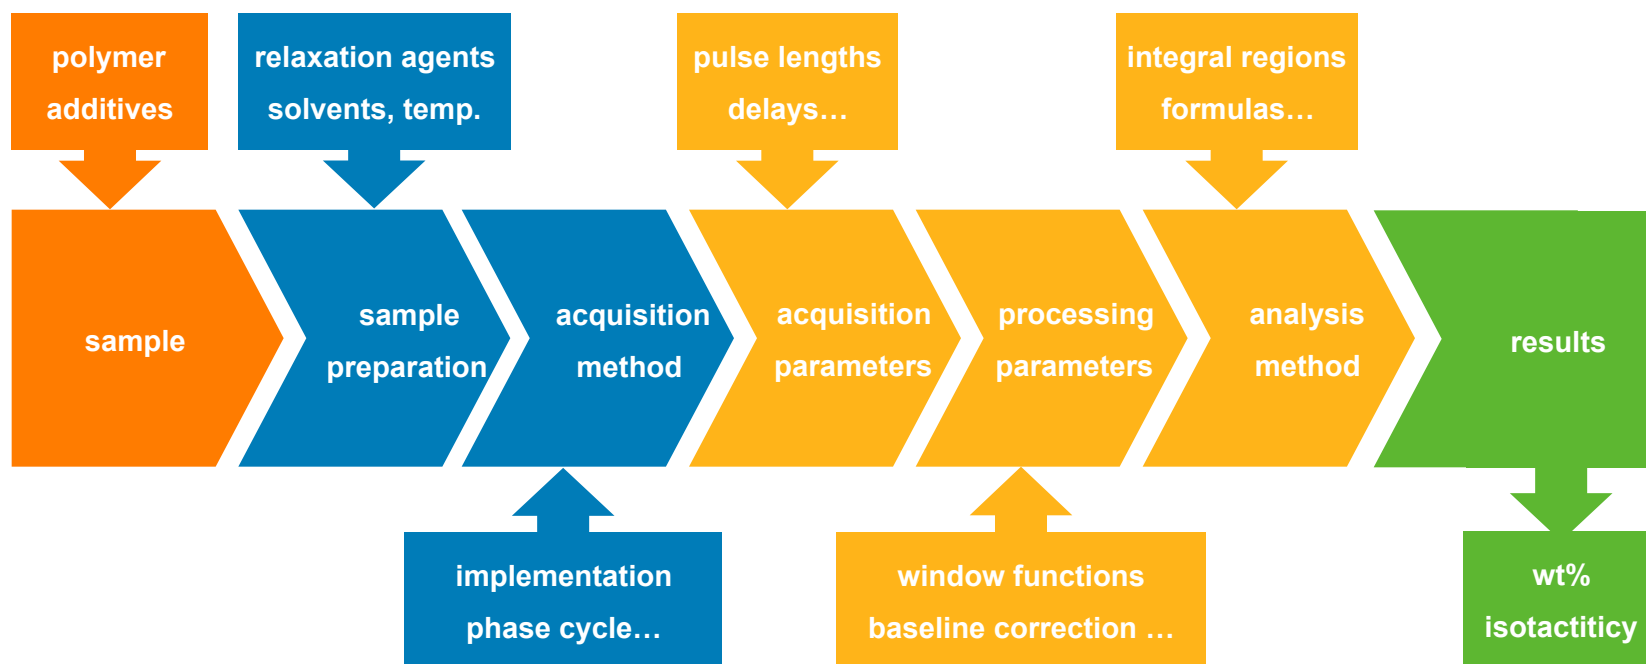 polymer
additives
relaxation agents
solvents, temp.
pulse lengths
delays…
integral regions
formulas…
sample
sample
preparation
acquisition
method
acquisition
parameters
processing
parameters
analysis
method
results
implementation
phase cycle…
window functions
baseline correction …
wt%
isotactiticy